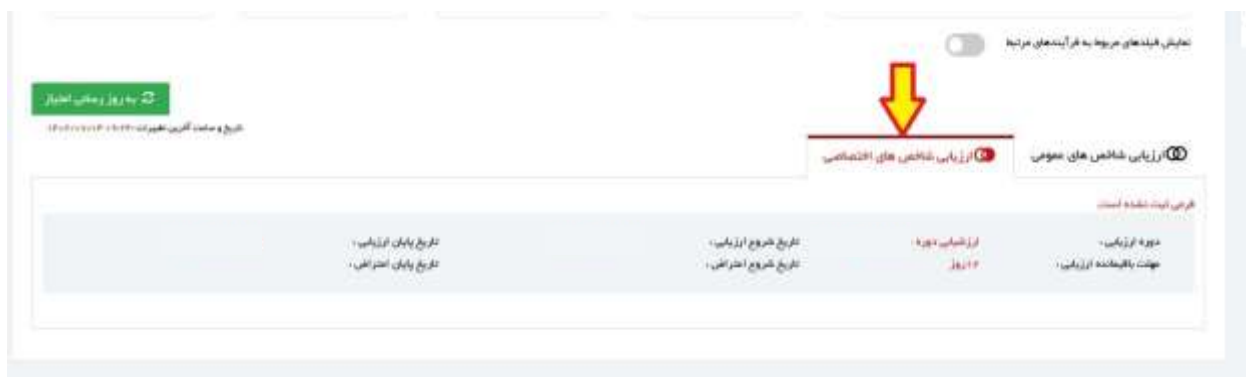 نمایش فیلدهای مربوط به فرآیندهای مرتبط
به روز رسانی امتیاز
تاریخ و ساعت آخرین تغییرات:
ارزیابی شاخص های عمومی
ارزیابی شاخص های اختصاصی
فرمی ثبت نشده است.
دوره ارزیابی : ارزشیابی دوره تاریخ شروع ارزیابی : تاریخ پایان ارزیابی :
مهلت باقیمانده ارزیابی : روز تاریخ شروع اعتراض : تاریخ پایان اعتراض :